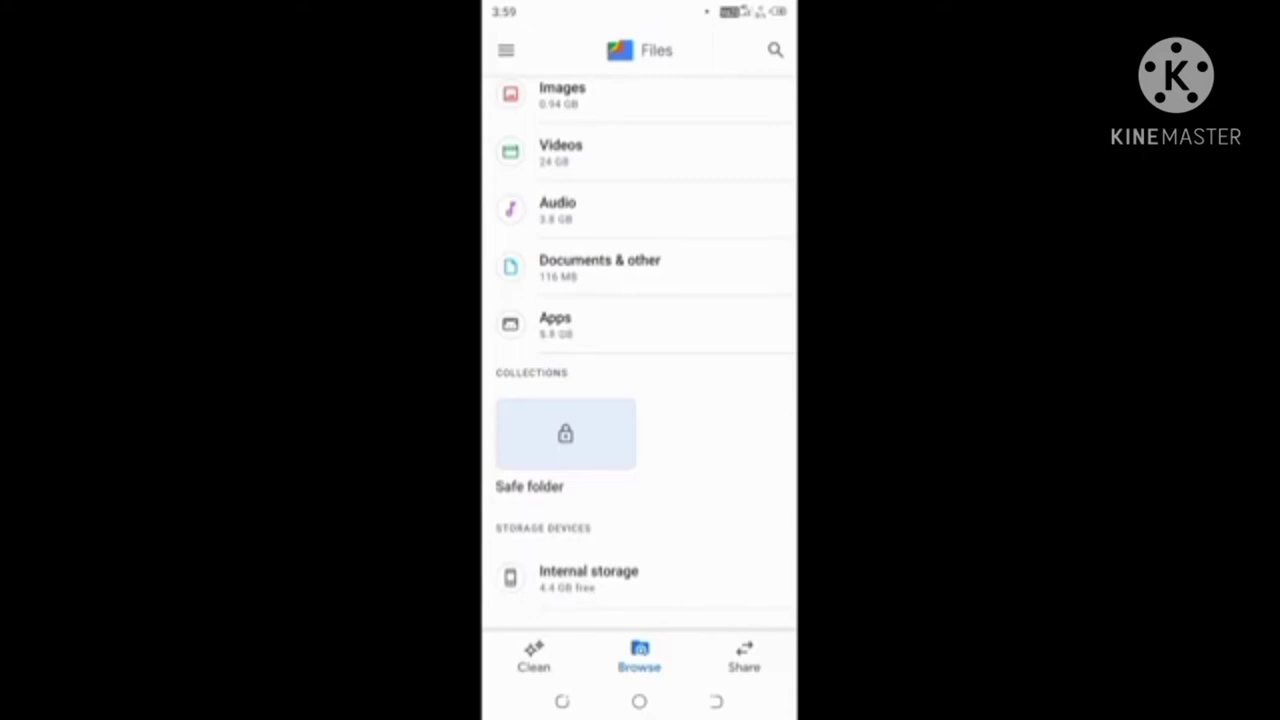 3:59
Files
Images
0.94 GB
Videos
24 GB
Audio
3.8 GB
Documents & other
116 MB
Apps
5.8 GB
COLLECTIONS
Safe folder
STORAGE DEVICES
Internal storage
4.4 GB free
Clean
Browse
Share
K
KINEMASTER